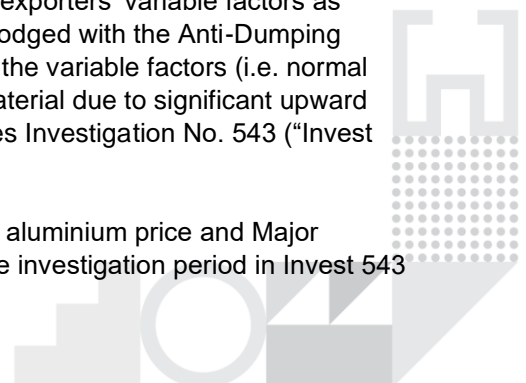 exporters' variable factors as
odged with the Anti-Dumping
the variable factors (i.e. normal
aterial due to significant upward
es Investigation No. 543 (“Invest
aluminium price and Major
e investigation period in Invest 543